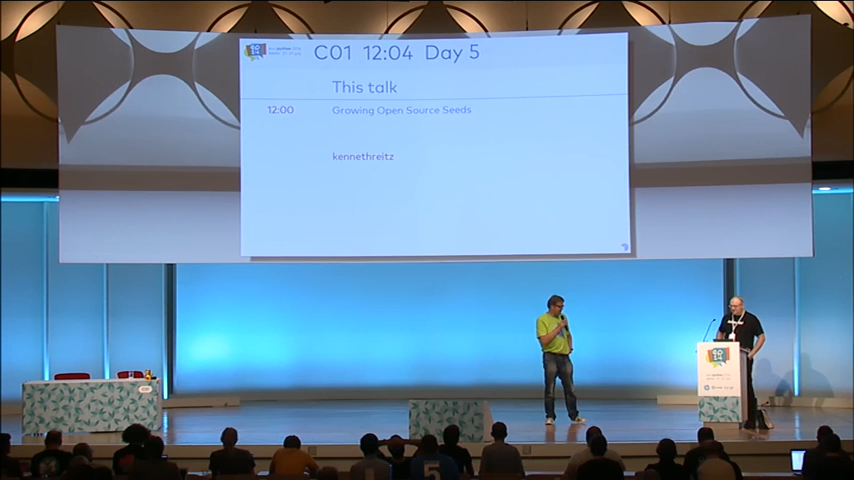 C01 12:04 Day 5
This talk
12:00 Growing Open Source Seeds
kennethreitz